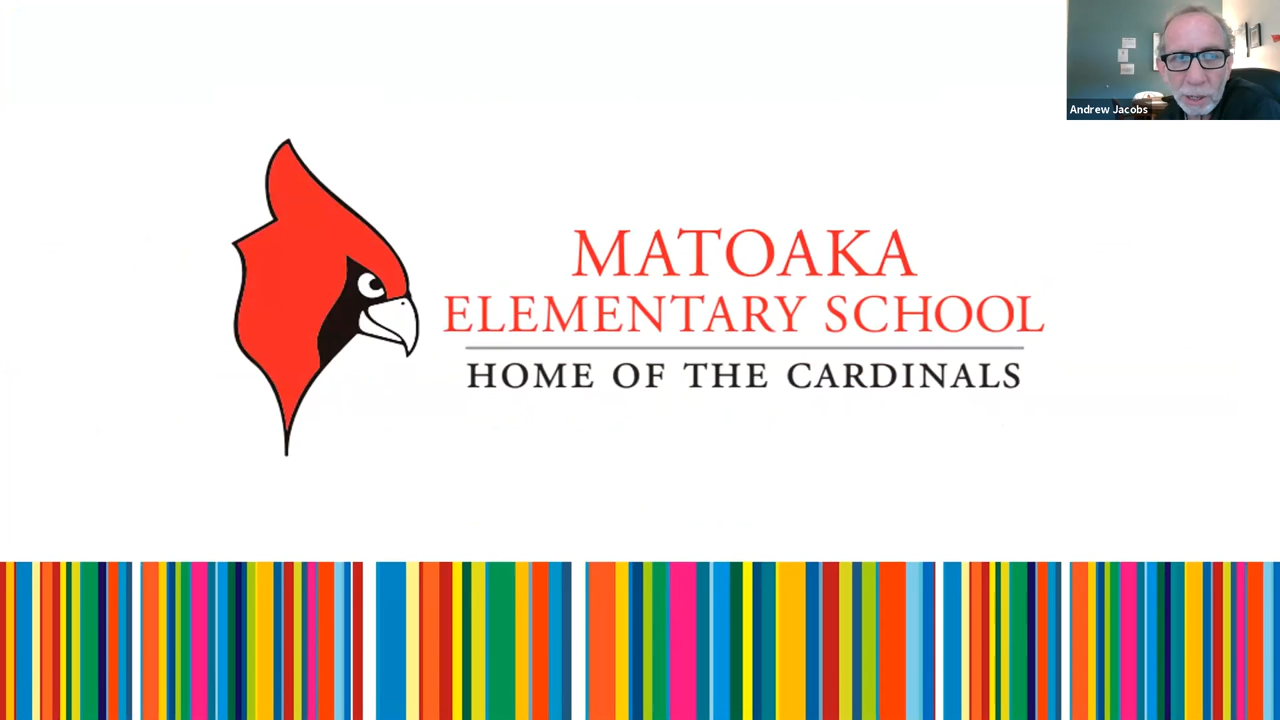 Andrew Jacobs
MATOAKA
ELEMENTARY SCHOOL
HOME OF THE CARDINALS